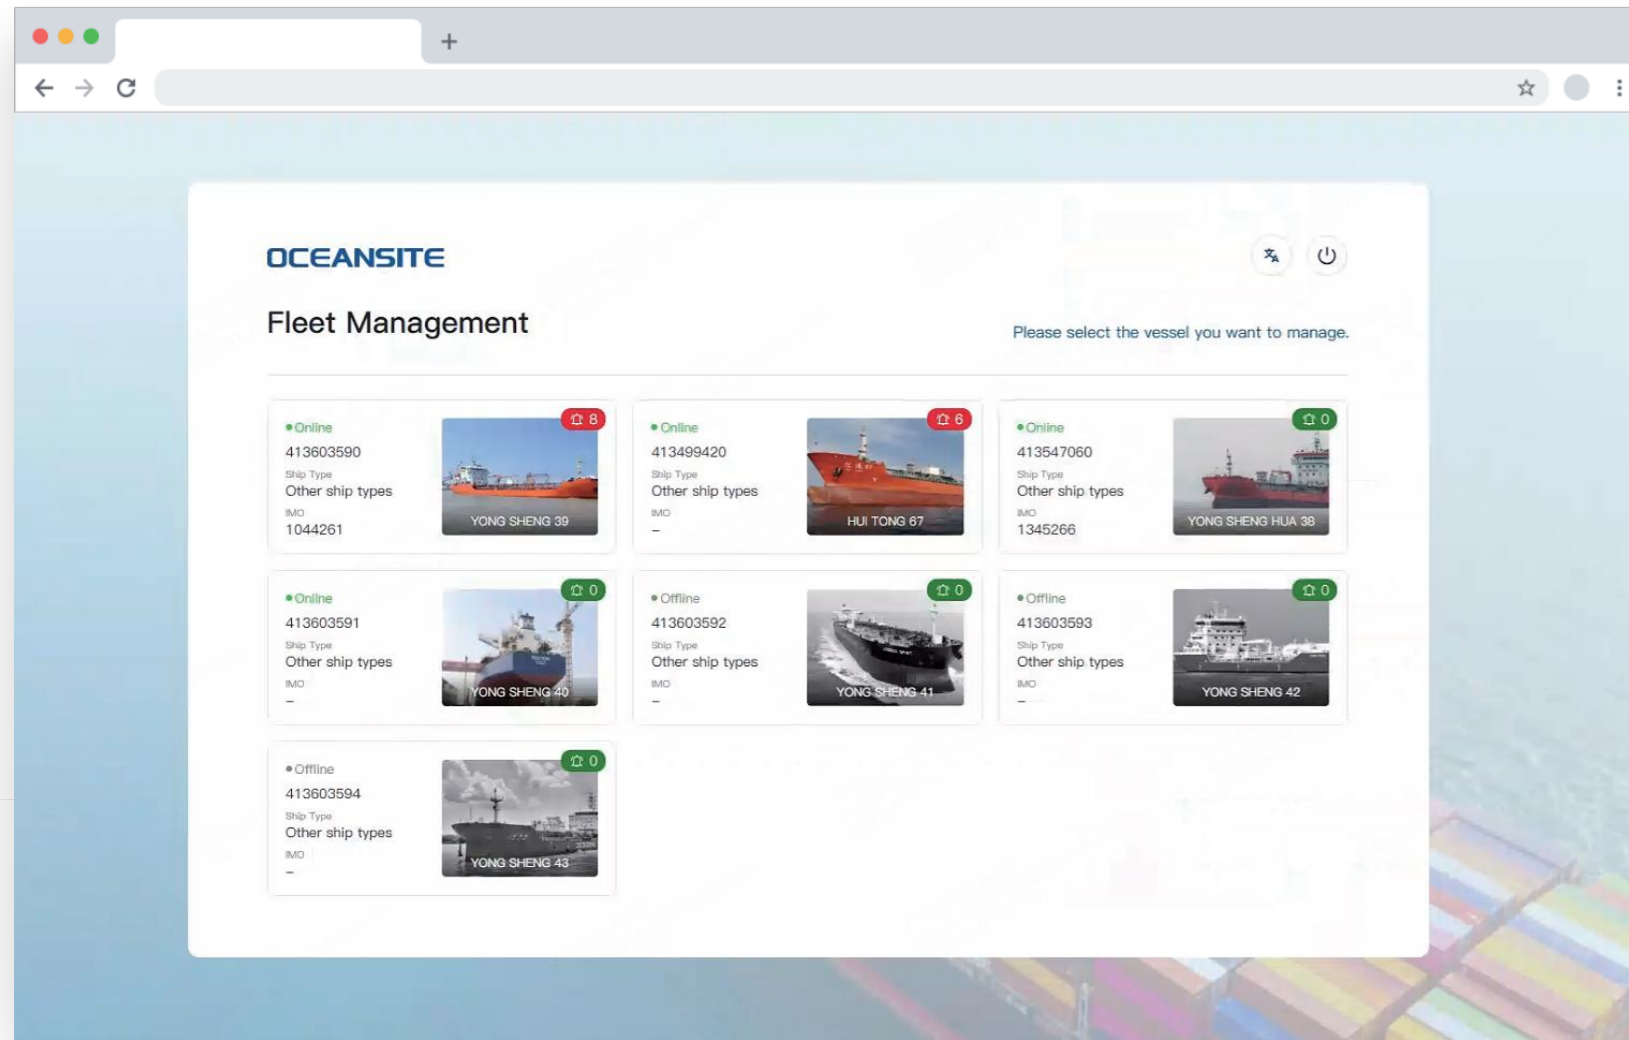 OCEANSITE
Fleet Management
Please select the vessel you want to manage.
Online
8
413603590
Ship Type
Other ship types
IMO
1044261
YONG SHENG 39
Online
6
413499420
Ship Type
Other ship types
IMO
–
HUI TONG 67
Online
0
413547060
Ship Type
Other ship types
IMO
1345266
YONG SHENG HUA 38
Online
0
413603591
Ship Type
Other ship types
IMO
–
YONG SHENG 40
Offline
0
413603592
Ship Type
Other ship types
IMO
–
YONG SHENG 41
Offline
0
413603593
Ship Type
Other ship types
IMO
–
YONG SHENG 42
Offline
0
413603594
Ship Type
Other ship types
IMO
–
YONG SHENG 43